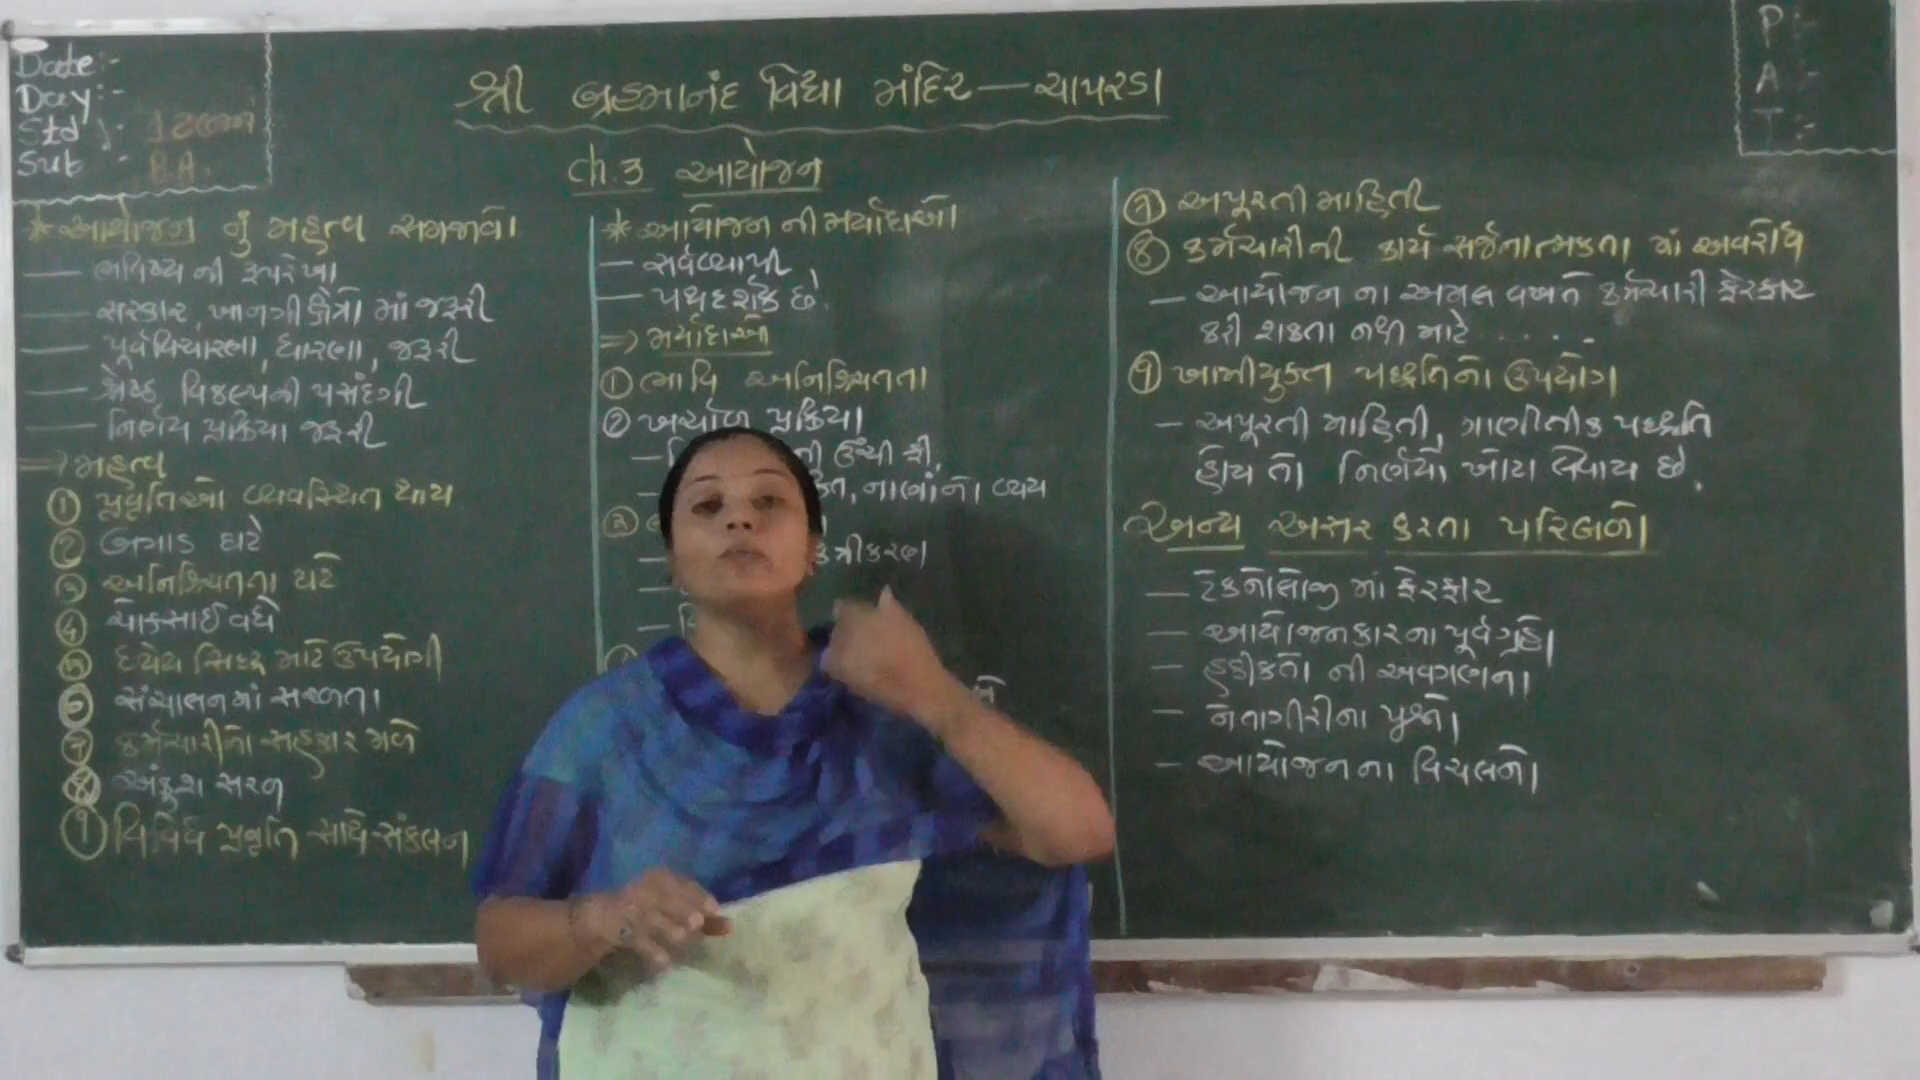 Date:-
Day:-
Std :-
Sub :- B.A.
શ્રી બ્રહ્માનંદ વિદ્યા મંદિર — ચાપરડા
P :-
A :-
T :-
ch.3 આયોજન
* આયોજન નું મહત્વ સમજાવો
— ભવિષ્ય ની રૂપરેખા
— સરકાર, ખાનગી ક્ષેત્રો માં જરૂરી
— પૂર્વવિચારણા, ધારણા, જરૂરી
— શ્રેષ્ઠ વિકલ્પની પસંદગી
— નિર્ણય પ્રક્રિયા જરૂરી
⇒ મહત્વ
① પ્રવૃતિઓ વ્યવસ્થિત થાય
② બગાડ ઘટે
③ અનિશ્ચિતતા ઘટે
④ ચોકસાઈ વધે
⑤ ધ્યેય સિદ્ધિ માટે ઉપયોગી
⑥ સંચાલનમાં સરળતા
⑦ કર્મચારીનો સહકાર મળે
⑧ અંકુશ સરળ
⑨ વિવિધ પ્રવૃતિ સાથે સંકલન
* આયોજન ની મર્યાદાઓ
— સર્વવ્યાપી
— પથદર્શક છે.
⇒ મર્યાદાઓ
① ભાવિ અનિશ્ચિતતા
② ખર્ચાળ પ્રક્રિયા
ની ઉંચી ફી,
નાણાંનો વ્યય
③
⑦ અપૂરતી માહિતી
⑧ કર્મચારીની કાર્ય સર્જનાત્મકતા માં અવરોધ
— આયોજન ના અમલ વખતે કર્મચારી ફેરફાર
કરી શકતા નથી માટે . . . . .
⑨ ખામીયુક્ત પધ્ધતિનો ઉપયોગ
— અપૂરતી માહિતી, ગાણીતીક પધ્ધતિ
હોય તો નિર્ણયો ખોટા લેવાય છે.
અન્ય અસર કરતા પરિબળો
— ટેકનોલોજી માં ફેરફાર
— આયોજનકારના પૂર્વગ્રહો
— હકીકતો ની અવગણના
— નેતાગીરીના પ્રશ્નો
— આયોજનના વિચલનો